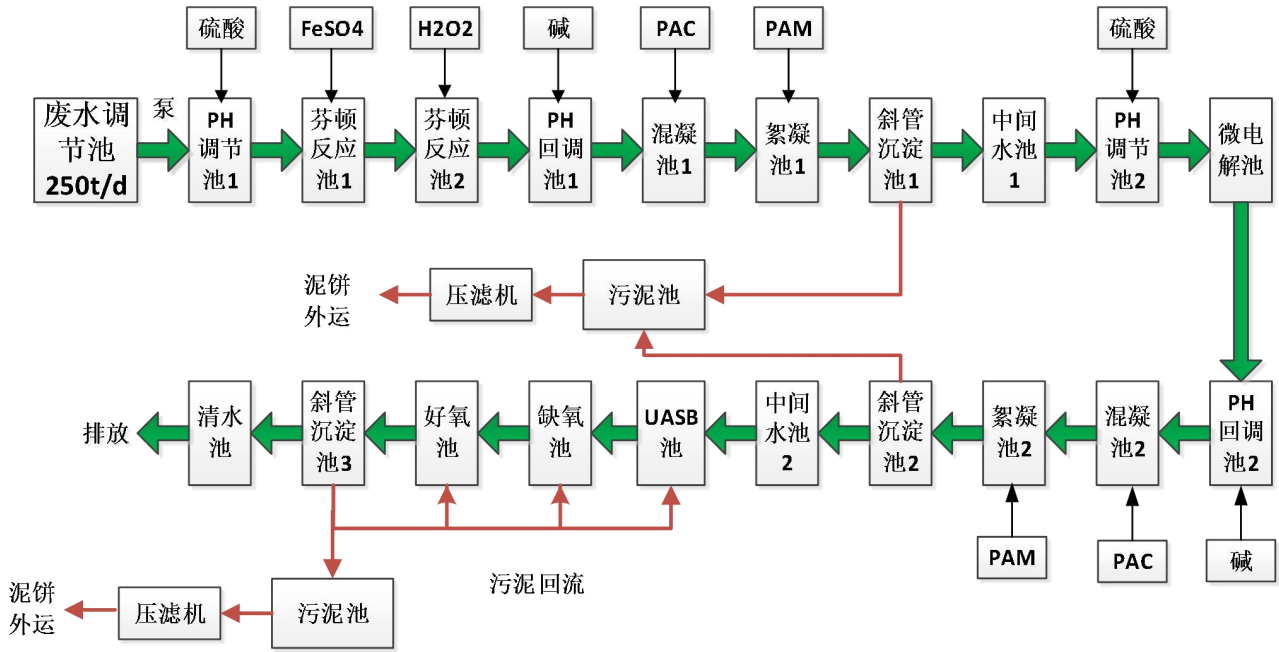 硫酸
FeSO4
H2O2
碱
PAC
PAM
硫酸
废水调
节池
250t/d
泵
PH
调节
池1
芬顿
反应
池1
芬顿
反应
池2
PH
回调
池1
混凝
池1
絮凝
池1
斜管
沉淀
池1
中间
水池
1
PH
调节
池2
微电
解池
泥饼
外运
压滤机
污泥池
排放
清水
池
斜管
沉淀
池3
好氧
池
缺氧
池
UASB
池
中间
水池
2
斜管
沉淀
池2
絮凝
池2
混凝
池2
PH
回调
池2
PAM
PAC
碱
污泥回流
泥饼
外运
压滤机
污泥池